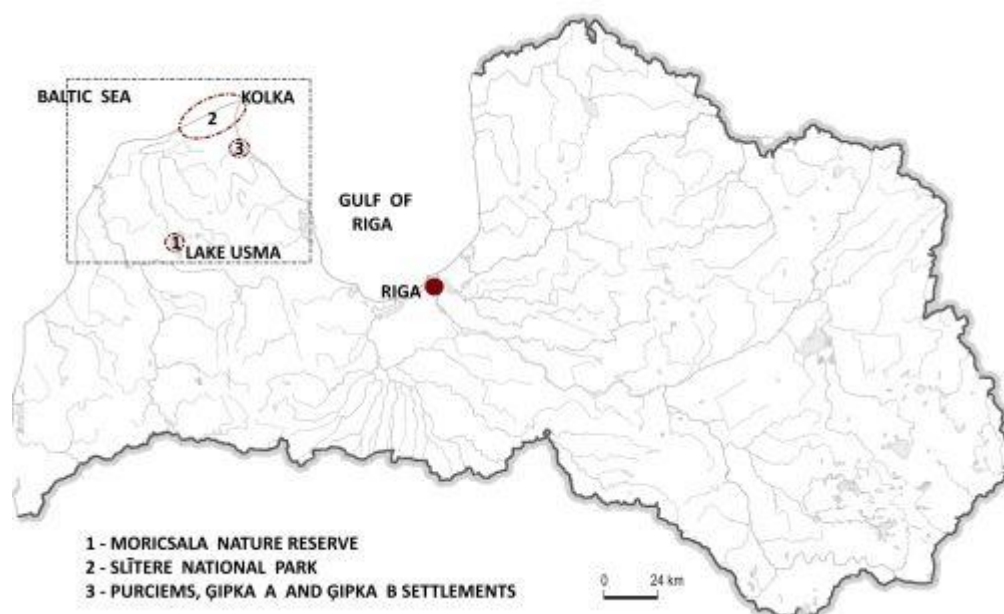 BALTIC SEA
KOLKA
2
3
GULF OF
RIGA
1
LAKE USMA
RIGA
1 - MORICSALA NATURE RESERVE
2 - SLĪTERE NATIONAL PARK
3 - PURCIEMS, ĢIPKA A AND ĢIPKA B SETTLEMENTS
0 24 km